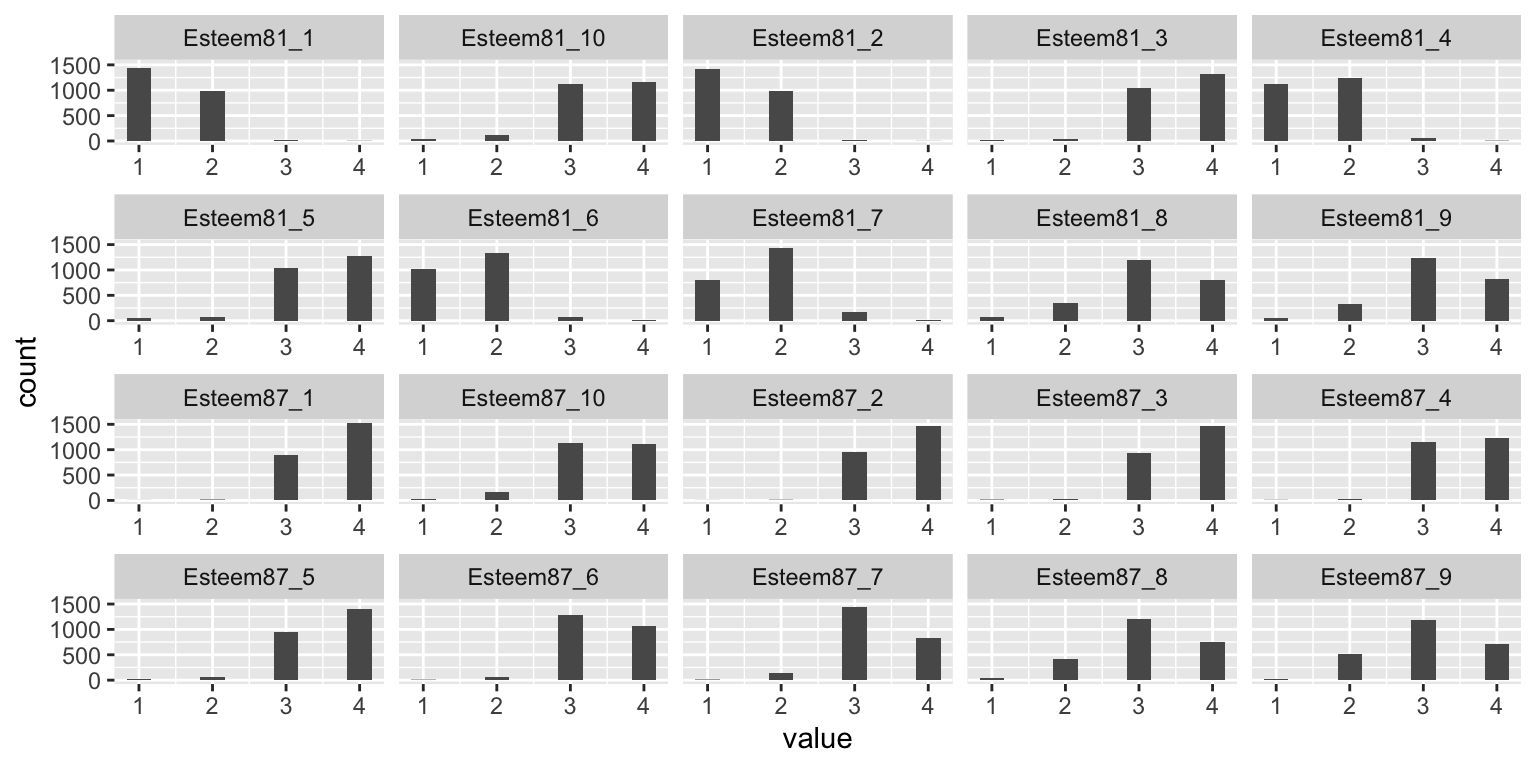 Esteem81_1 Esteem81_10 Esteem81_2 Esteem81_3 Esteem81_4
1500
1000
500
0
1 2 3 4 1 2 3 4 1 2 3 4 1 2 3 4 1 2 3 4
Esteem81_5 Esteem81_6 Esteem81_7 Esteem81_8 Esteem81_9
1500
1000
500
0
1 2 3 4 1 2 3 4 1 2 3 4 1 2 3 4 1 2 3 4
count
Esteem87_1 Esteem87_10 Esteem87_2 Esteem87_3 Esteem87_4
1500
1000
500
0
1 2 3 4 1 2 3 4 1 2 3 4 1 2 3 4 1 2 3 4
Esteem87_5 Esteem87_6 Esteem87_7 Esteem87_8 Esteem87_9
1500
1000
500
0
1 2 3 4 1 2 3 4 1 2 3 4 1 2 3 4 1 2 3 4
value